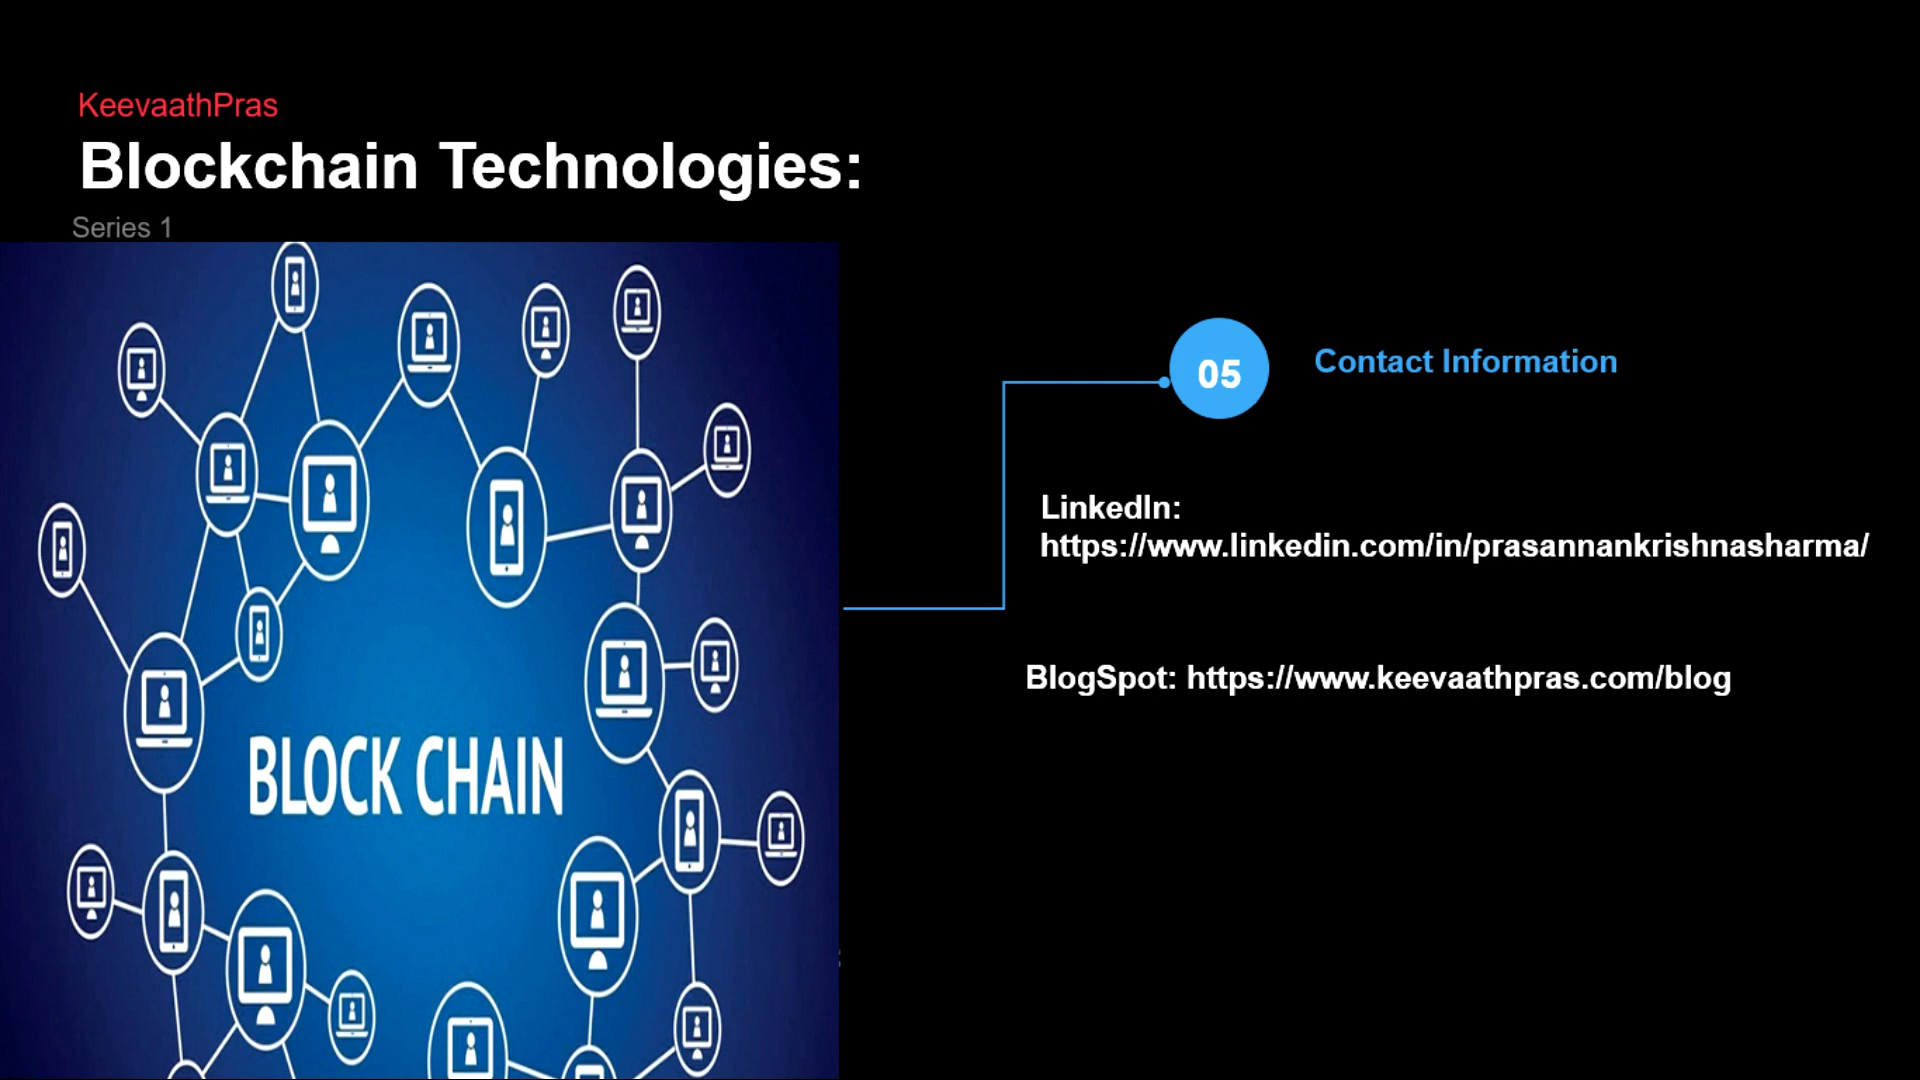 KeevaathPras
Blockchain Technologies:
Series 1
BLOCK CHAIN
05
Contact Information
LinkedIn:
https://www.linkedin.com/in/prasannankrishnasharma/
BlogSpot: https://www.keevaathpras.com/blog